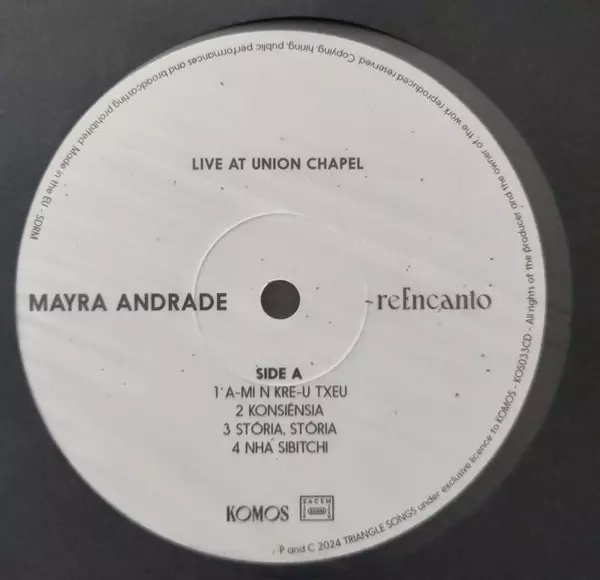 LIVE AT UNION CHAPEL
MAYRA ANDRADE
reEncanto
SIDE A
1 A-MI N KRE-U TXEU
2 KONSIÉNSIA
3 STÓRIA, STÓRIA
4 NHÁ SIBITCHI
KOMOS
SACEM
P and C 2024 TRIANGLE SONGS under exclusive licence to KOMOS - KOS033CD - All rights of the producer and the owner of the work reproduced reserved. Copying, hiring, public performances and broadcasting prohibited. Made in the EU - SDRM